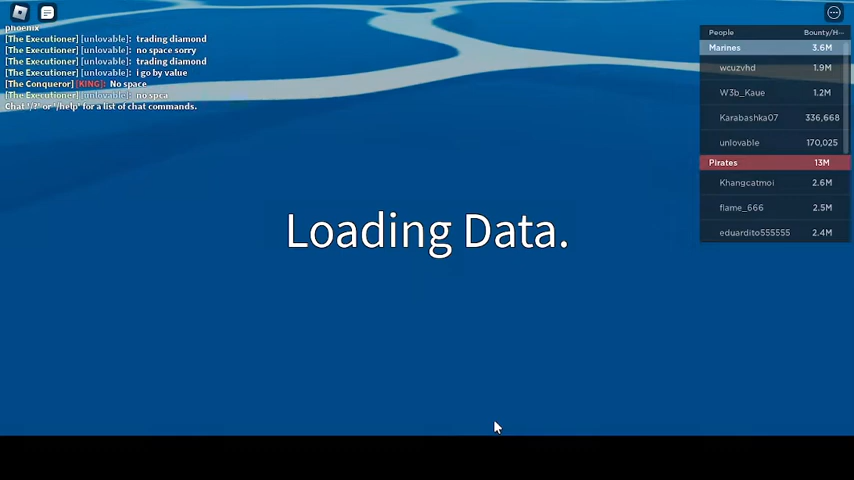 phoenix
[The Executioner] [unlovable]: trading diamond
[The Executioner] [unlovable]: no space sorry
[The Executioner] [unlovable]: trading diamond
[The Executioner] [unlovable]: i go by value
[The Conqueror] [KING]: No space
[The Executioner] [unlovable]: no spca
Chat '/?' or '/help' for a list of chat commands.
Loading Data.
People Bounty/H...
Marines 3.6M
wcuzvhd 1.9M
W3b_Kaue 1.2M
Karabashka07 336,668
unlovable 170,025
Pirates 13M
Khangcatmoi 2.6M
flame_666 2.5M
eduardito555555 2.4M